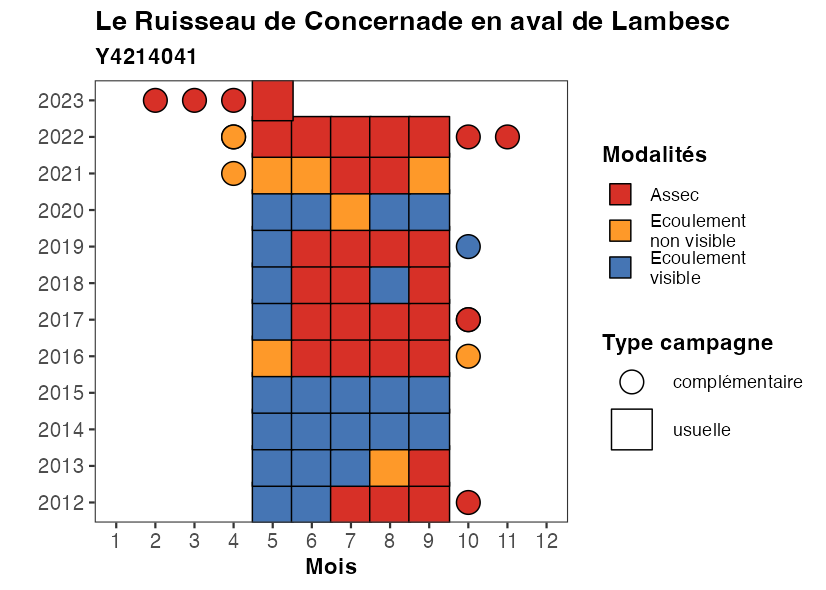 Le Ruisseau de Concernade en aval de Lambesc
Y4214041
2023
2022
2021
2020
2019
2018
2017
2016
2015
2014
2013
2012
1 2 3 4 5 6 7 8 9 10 11 12
Mois
Modalités
Assec
Ecoulement
non visible
Ecoulement
visible
Type campagne
complémentaire
usuelle